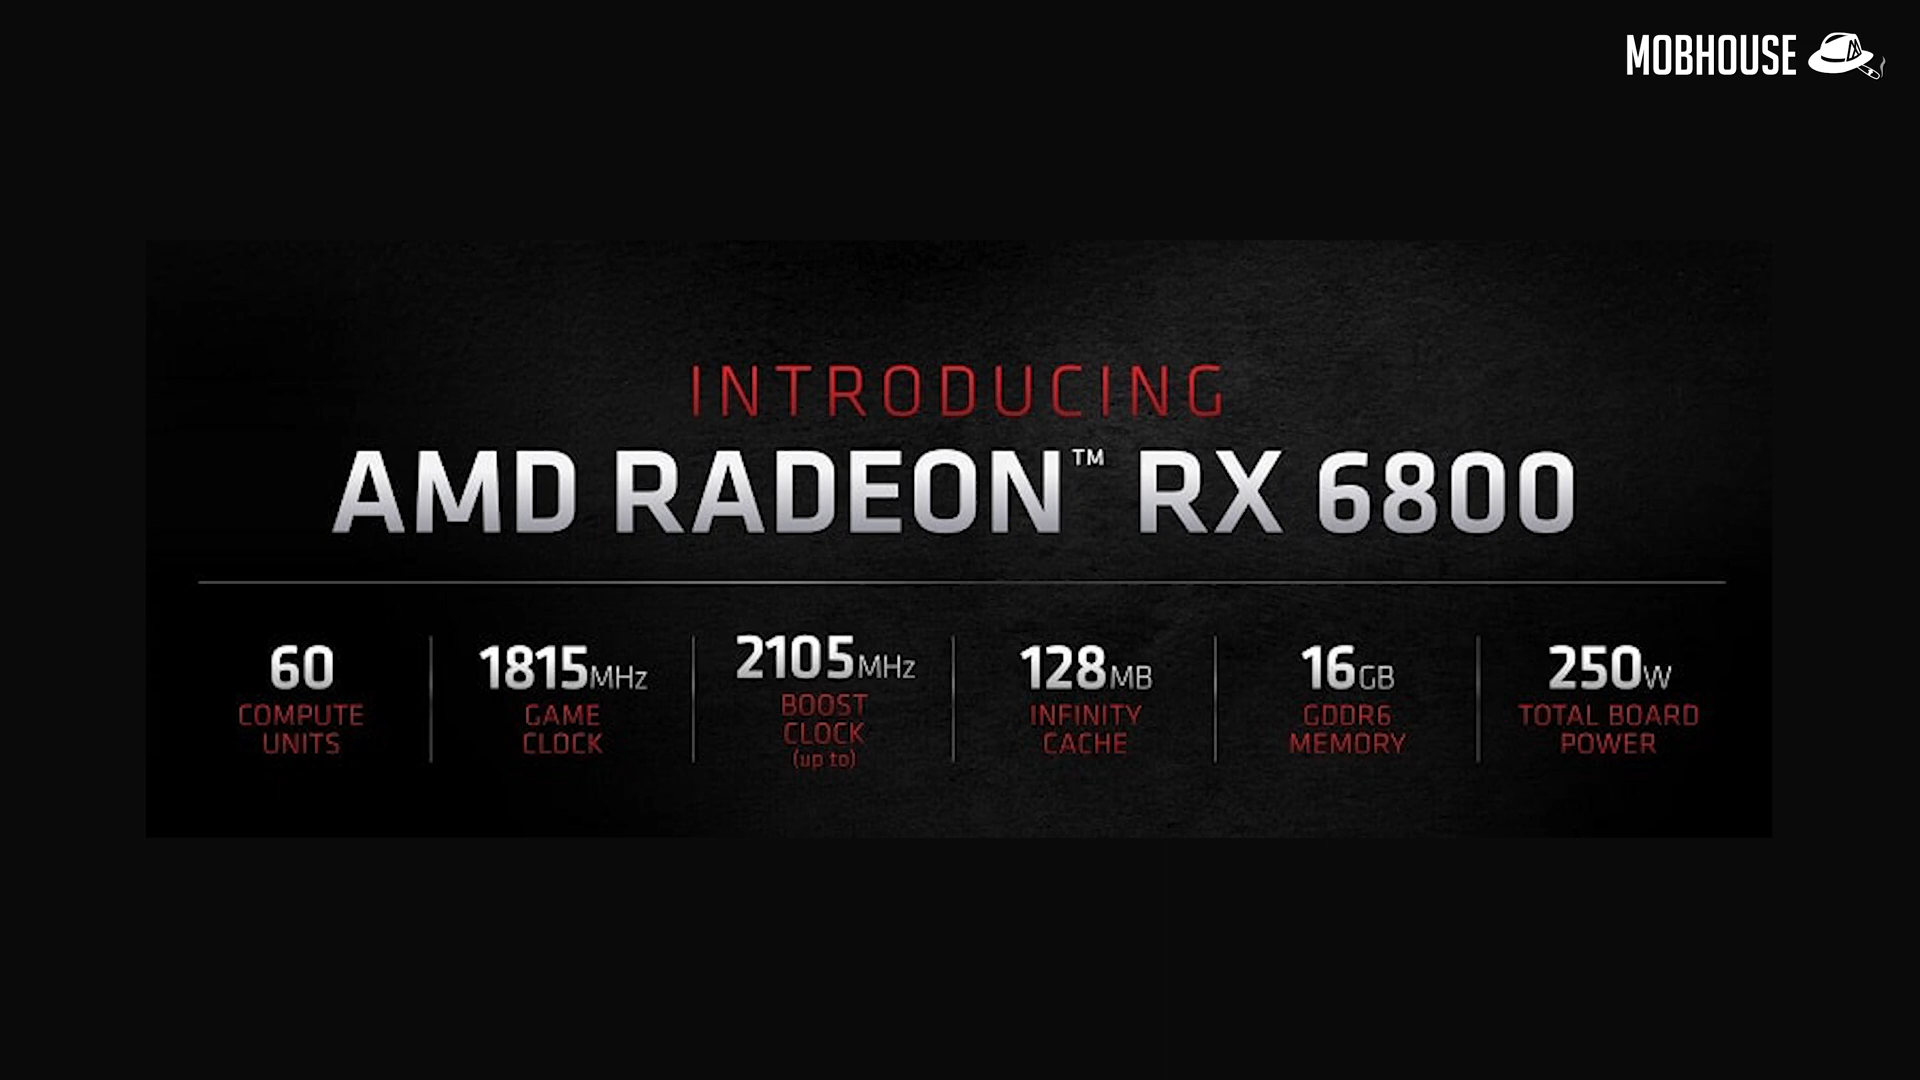 MOBHOUSE
INTRODUCING
AMD RADEON™ RX 6800
60
COMPUTE
UNITS
1815MHz
GAME
CLOCK
2105MHz
BOOST
CLOCK
(up to)
128MB
INFINITY
CACHE
16GB
GDDR6
MEMORY
250W
TOTAL BOARD
POWER